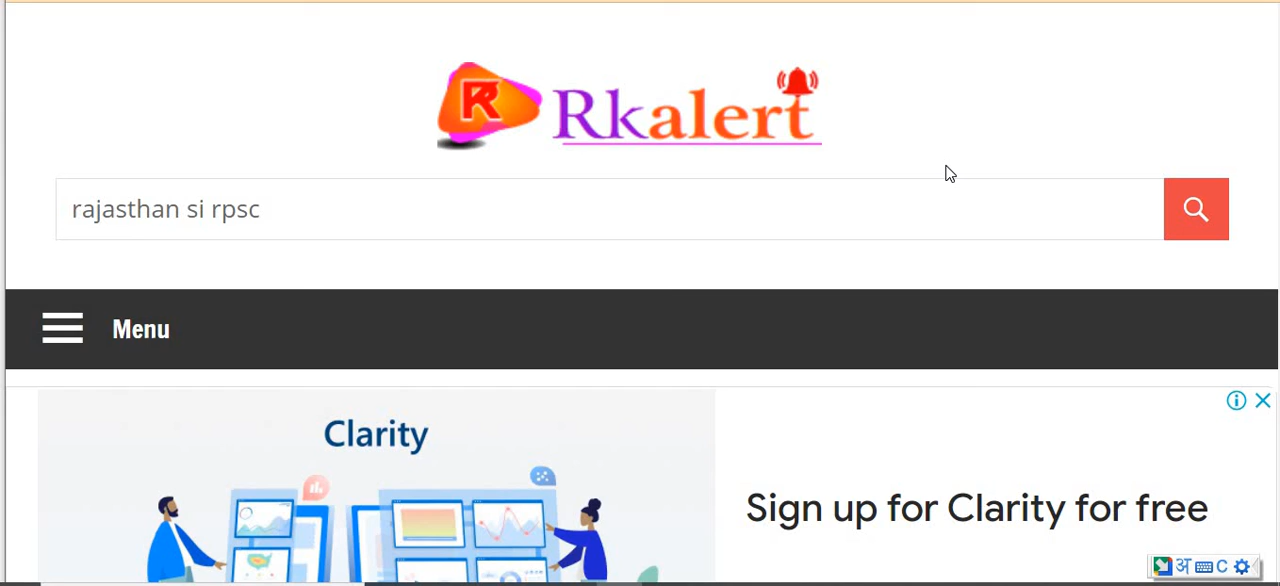 Rkalert
rajasthan si rpsc
Menu
Clarity
Sign up for Clarity for free
अ C